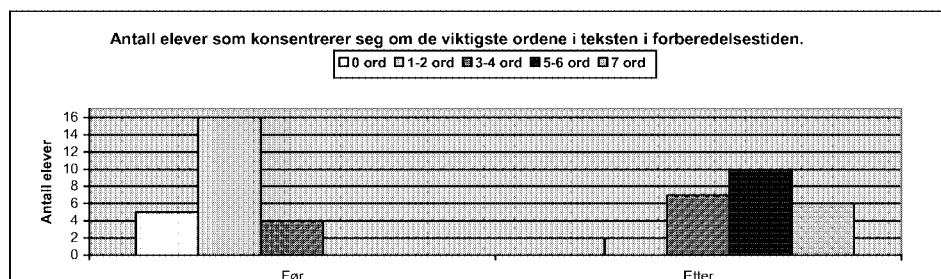 Antall elever som konsentrerer seg om de viktigste ordene i teksten i forberedelsestiden.
0 ord 1-2 ord 3-4 ord 5-6 ord 7 ord
Antall elever
16
14
12
10
8
6
4
2
0
Før Etter